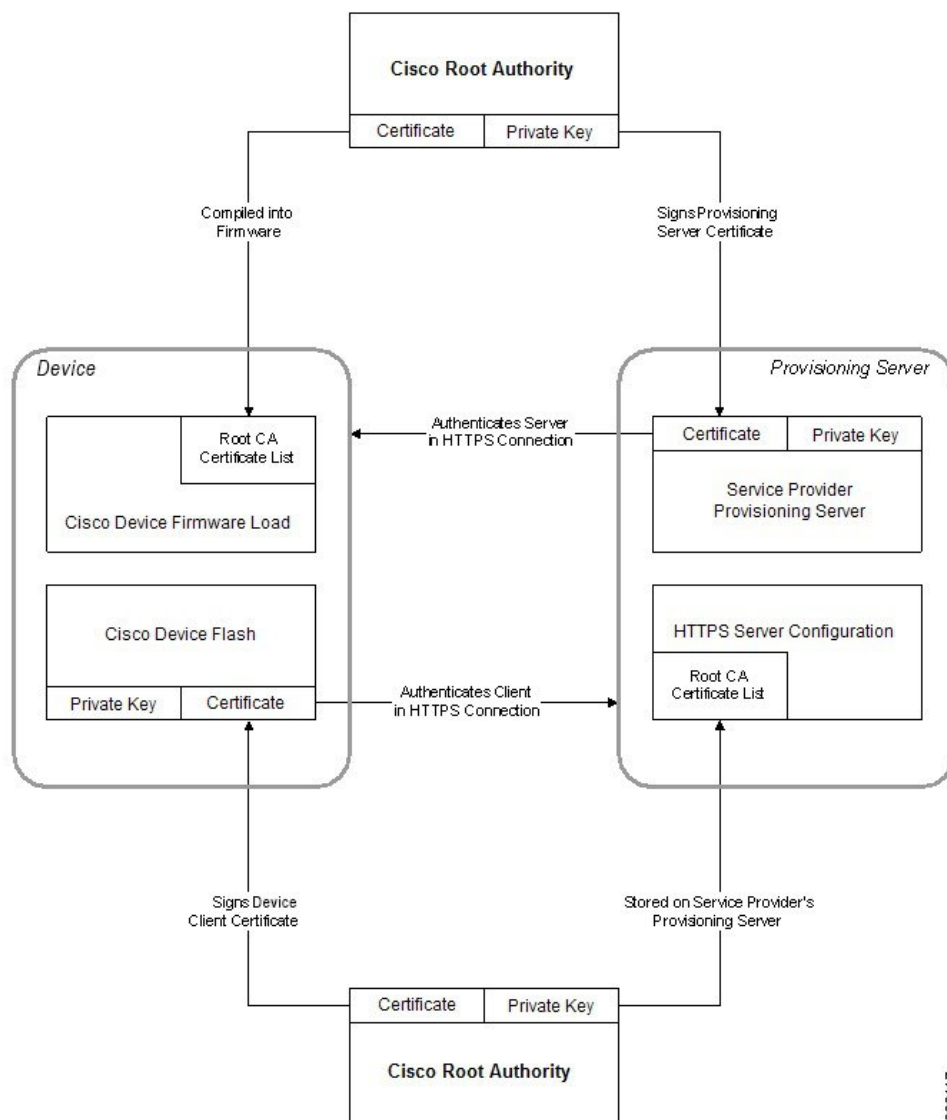 Cisco Root Authority
Certificate
Private Key
Compiled into
Firmware
Signs Provisioning
Server Certificate
Device
Provisioning Server
Root CA
Certificate List
Cisco Device Firmware Load
Authenticates Server
in HTTPS Connection
Certificate
Private Key
Service Provider
Provisioning Server
Cisco Device Flash
Private Key
Certificate
Authenticates Client
in HTTPS Connection
HTTPS Server Configuration
Root CA
Certificate List
Signs Device
Client Certificate
Stored on Service Provider's
Provisioning Server
Certificate
Private Key
Cisco Root Authority